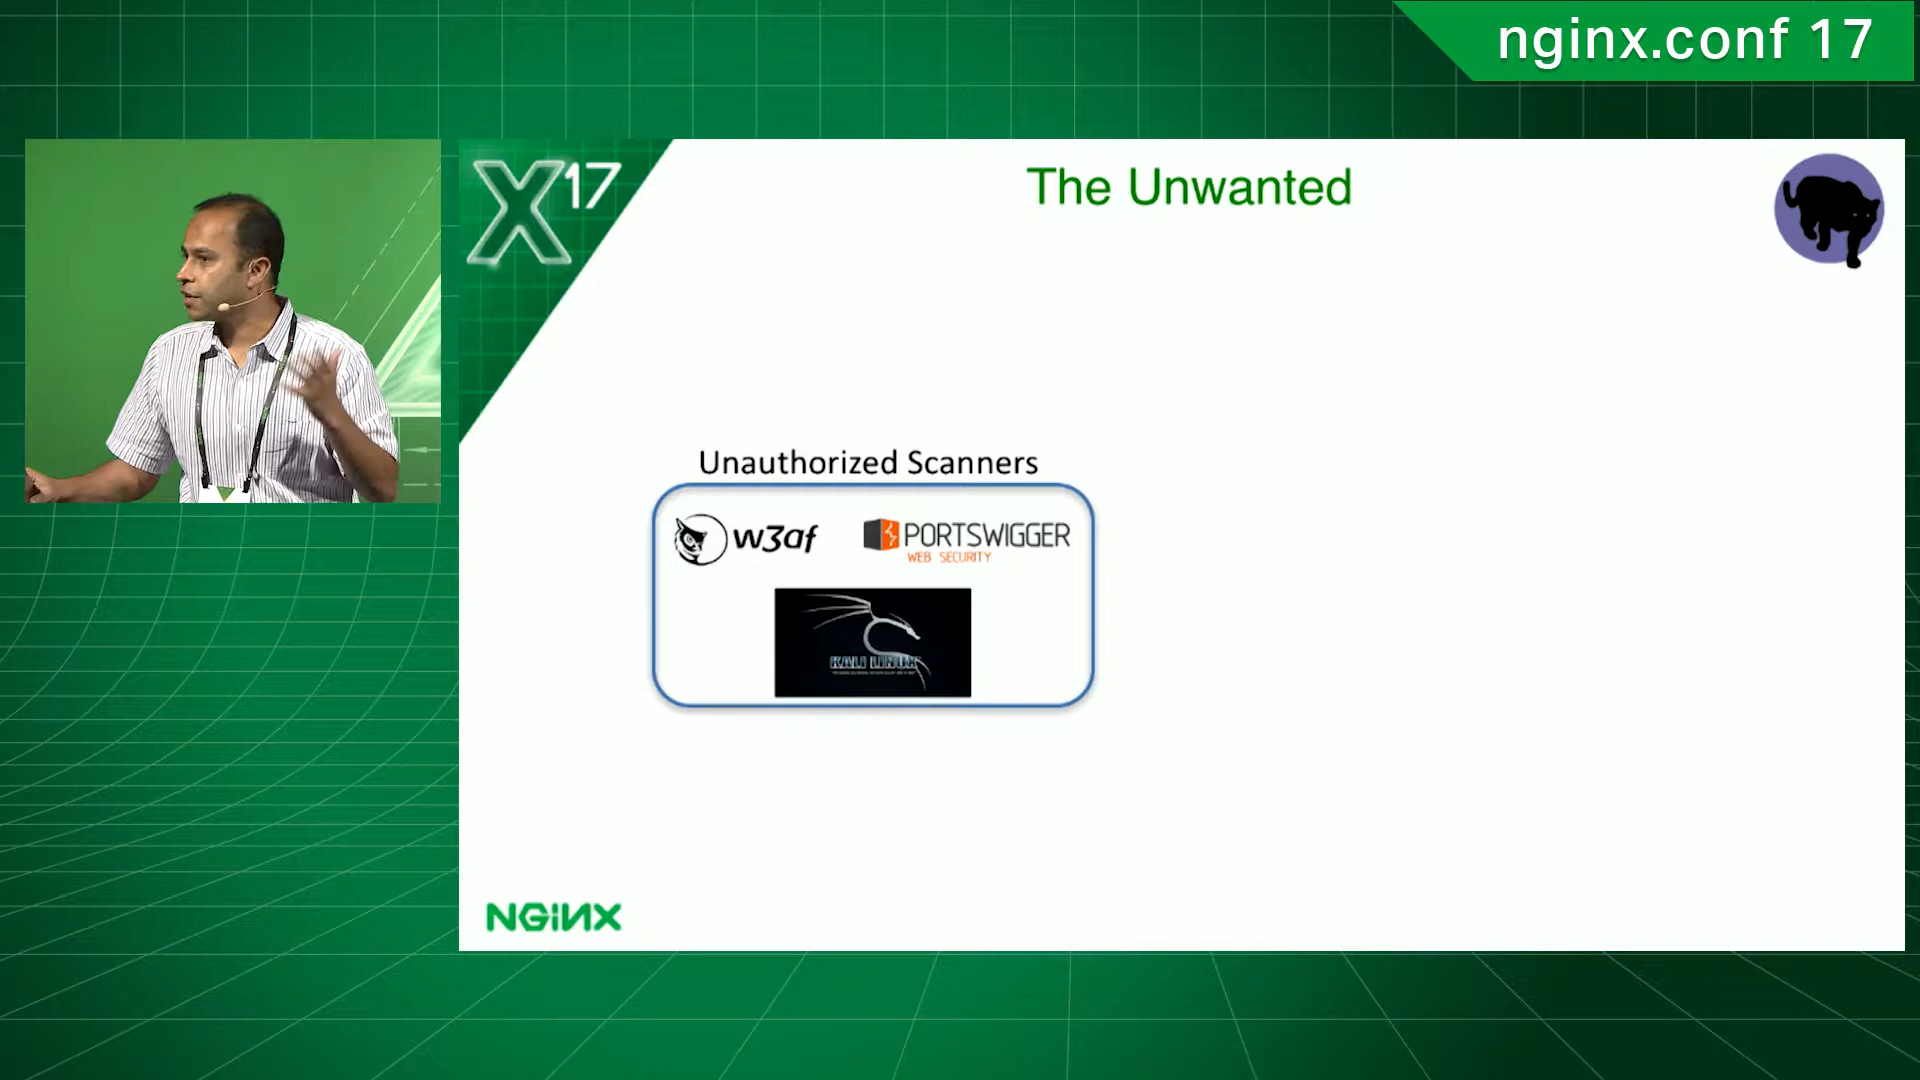 nginx.conf 17
X17
The Unwanted
Unauthorized Scanners
w3af
PORTSWIGGER
WEB SECURITY
KALI LINUX
NGiNX